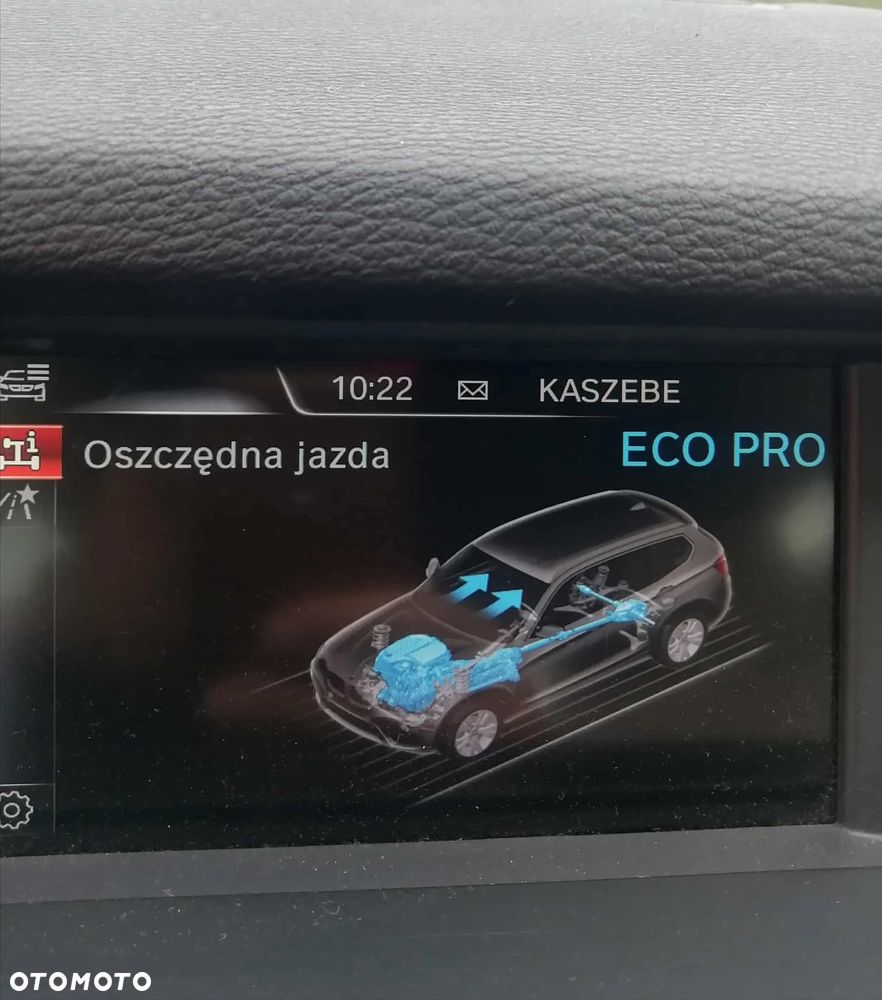 10:22 KASZEBE
Oszczędna jazda ECO PRO
OTOMOTO